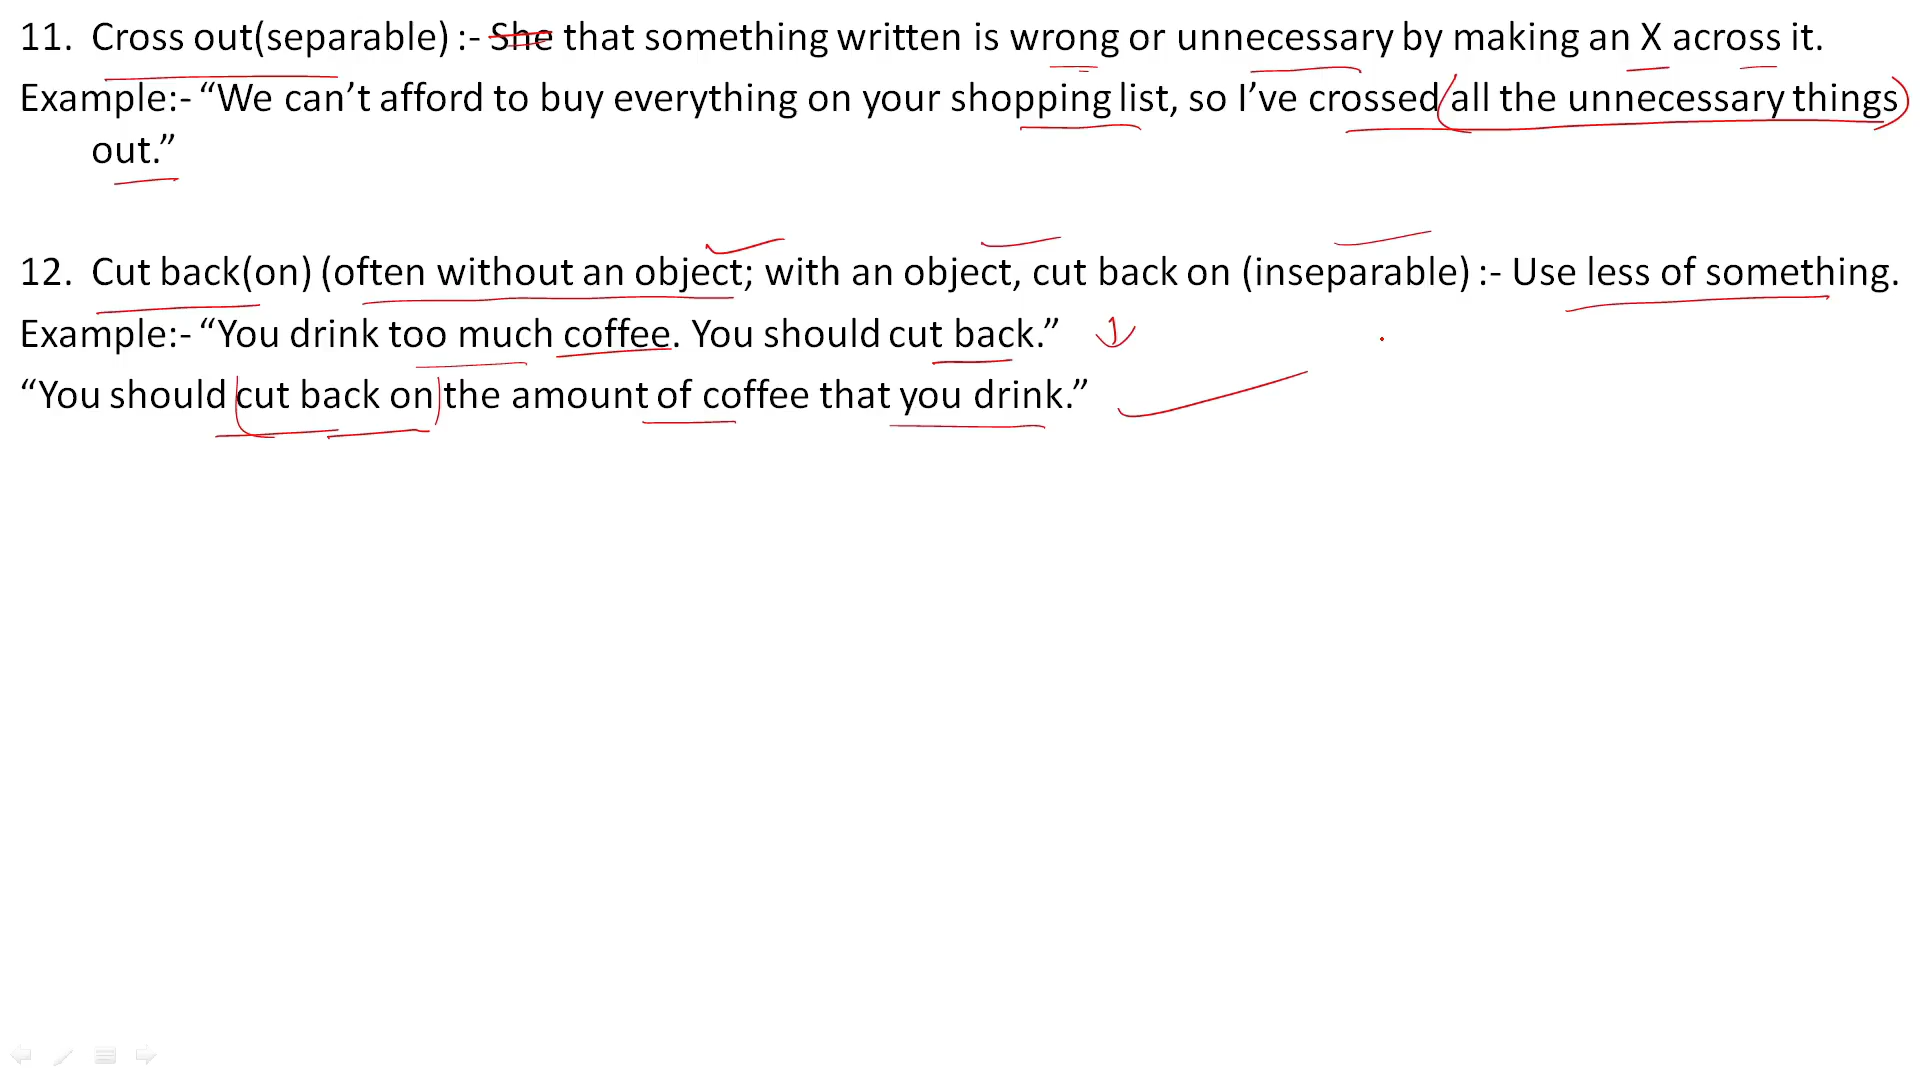 11. Cross out(separable) :- She that something written is wrong or unnecessary by making an X across it.
Example:- “We can’t afford to buy everything on your shopping list, so I’ve crossed all the unnecessary things
out.”
12. Cut back(on) (often without an object; with an object, cut back on (inseparable) :- Use less of something.
Example:- “You drink too much coffee. You should cut back.”
“You should cut back on the amount of coffee that you drink.”